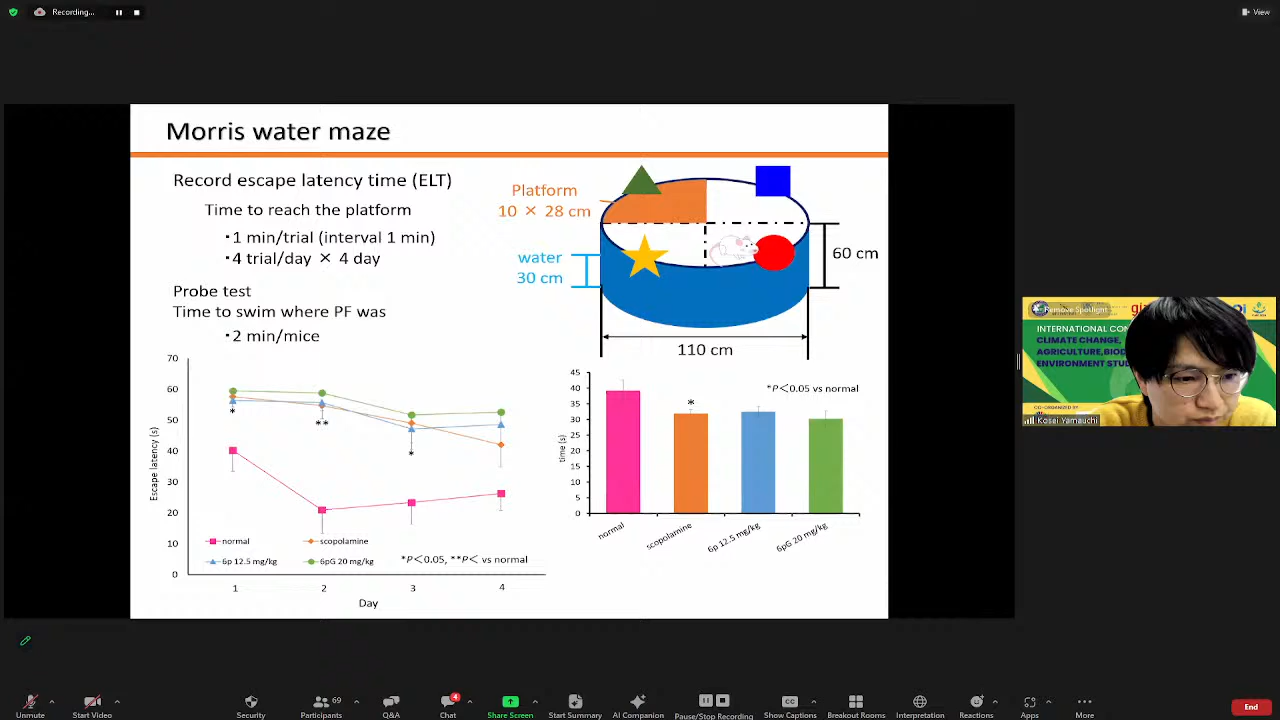 Recording...
View
Morris water maze
Record escape latency time (ELT)
Time to reach the platform
・1 min/trial (interval 1 min)
・4 trial/day × 4 day
Probe test
Time to swim where PF was
・2 min/mice
Platform
10 × 28 cm
water
30 cm
60 cm
110 cm
70
60
50
40
30
20
10
0
Escape latency (s)
*
**
*
normal
scopolamine
6p 12.5 mg/kg
6pG 20 mg/kg
*P<0.05, **P< vs normal
1
2
3
4
Day
45
40
35
30
25
20
15
10
5
0
time (s)
*P<0.05 vs normal
*
normal
scopolamine
6p 12.5 mg/kg
6pG 20 mg/kg
Remove Spotlight
INTERNATIONAL CON
CLIMATE CHANGE,
AGRICULTURE,BIOD
ENVIRONMENT STUD
CO-ORGANIZED BY
Kosei Yamauchi
Unmute
Start Video
Security
Participants
69
Q&A
Chat
4
Share Screen
Start Summary
AI Companion
Pause/Stop Recording
CC
Show Captions
Breakout Rooms
Interpretation
Reactions
Apps
More
End